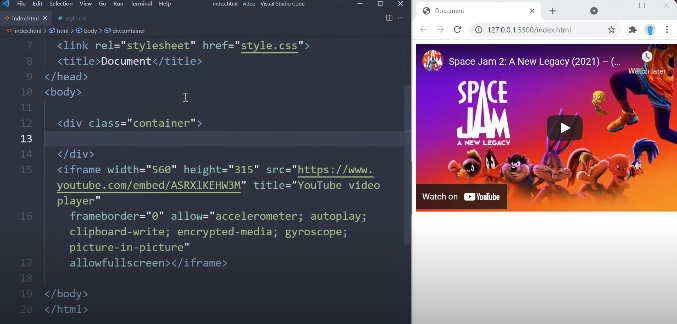 File Edit Selection View Go Run Terminal Help index.html - video - Visual Studio Code
index.html × # style.css
index.html > html > body > div.container
7 <link rel="stylesheet" href="style.css">
8 <title>Document</title>
9 </head>
10 <body>
11
12 <div class="container">
13
14 </div>
15 <iframe width="560" height="315" src="https://www.
youtube.com/embed/ASRXlKEHW3M" title="YouTube video
player"
16 frameborder="0" allow="accelerometer; autoplay;
clipboard-write; encrypted-media; gyroscope;
picture-in-picture"
17 allowfullscreen></iframe>
18
19 </body>
20 </html>
Document
127.0.0.1:5500/index.html
Space Jam 2: A New Legacy (2021) – (...
Watch later
SPACE
JAM
A NEW LEGACY
Watch on YouTube